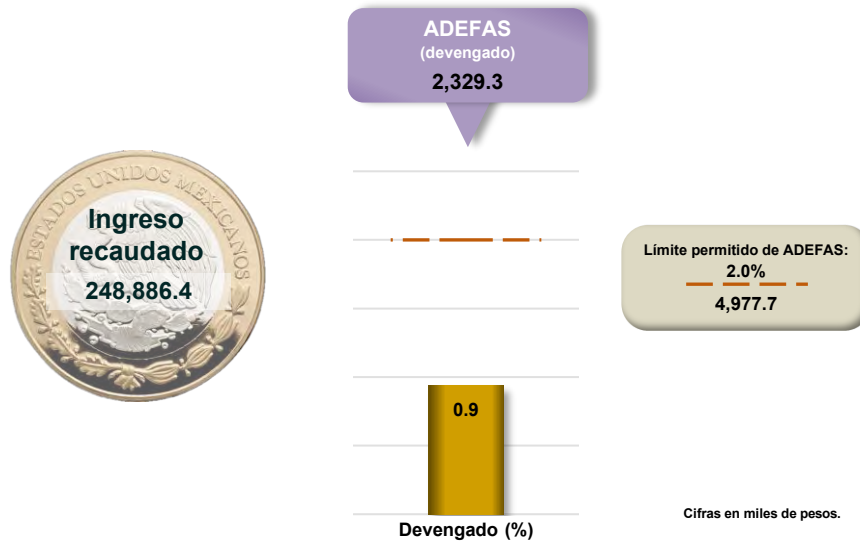 ADEFAS
(devengado)
2,329.3
ESTADOS UNIDOS MEXICANOS
Ingreso
recaudado
248,886.4
Límite permitido de ADEFAS:
2.0%
4,977.7
0.9
Devengado (%)
Cifras en miles de pesos.